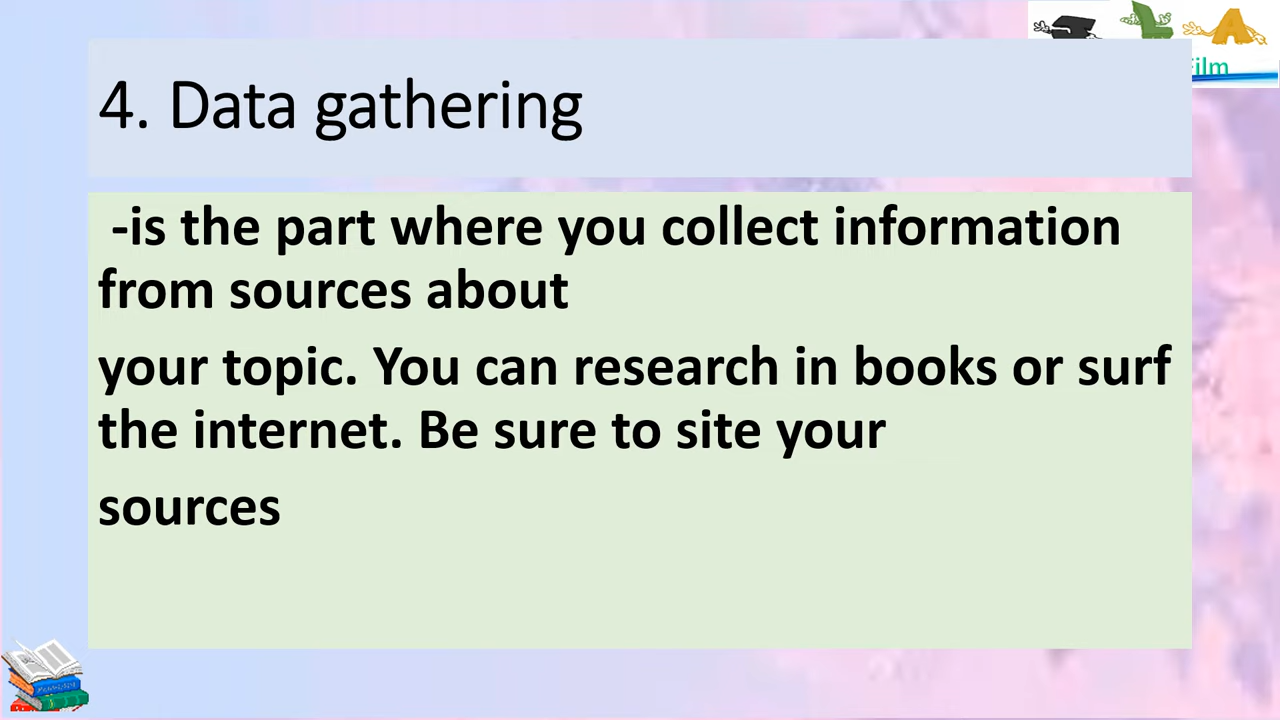 4. Data gathering
-is the part where you collect information
from sources about
your topic. You can research in books or surf
the internet. Be sure to site your
sources